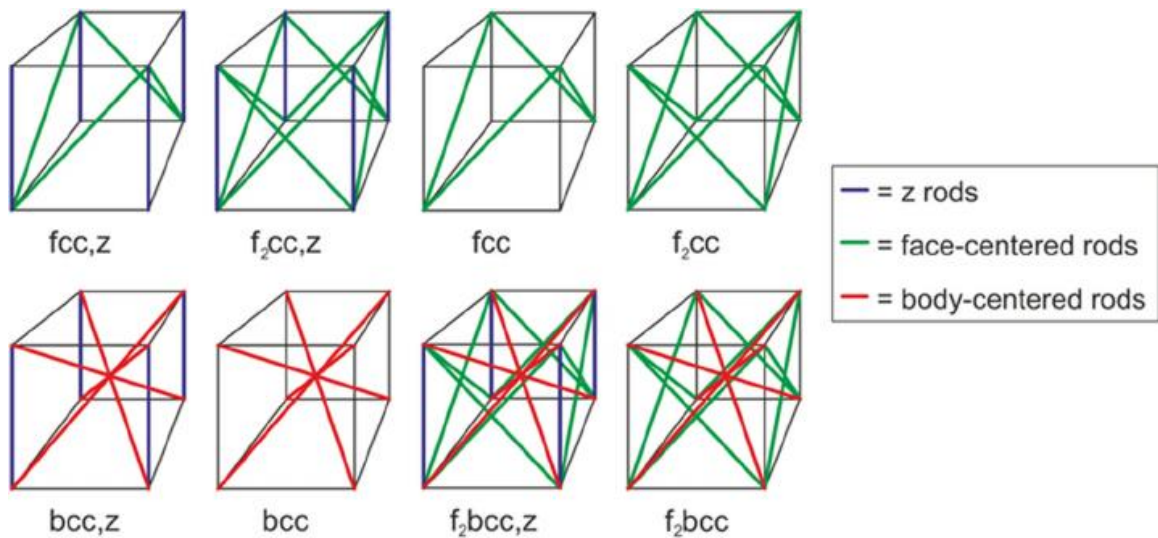 fcc,z
f₂cc,z
fcc
f₂cc
bcc,z
bcc
f₂bcc,z
f₂bcc
= z rods
= face-centered rods
= body-centered rods